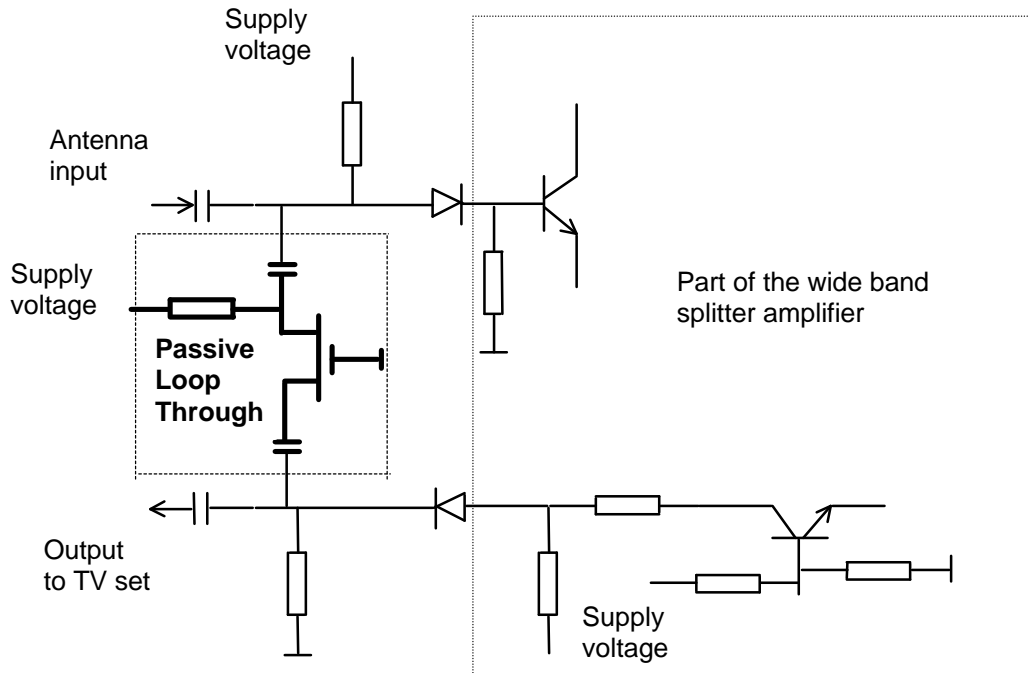 Supply
voltage
Antenna
input
Supply
voltage
Passive
Loop
Through
Part of the wide band
splitter amplifier
Output
to TV set
Supply
voltage